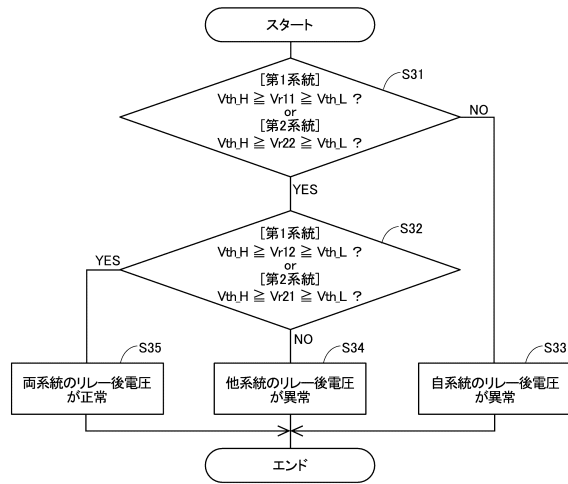 スタート
S31
[第1系統]
Vth_H ≧ Vr11 ≧ Vth_L ?
or
[第2系統]
Vth_H ≧ Vr22 ≧ Vth_L ?
NO
YES
S32
[第1系統]
Vth_H ≧ Vr12 ≧ Vth_L ?
or
[第2系統]
Vth_H ≧ Vr21 ≧ Vth_L ?
YES
NO
S35
両系統のリレー後電圧
が正常
S34
他系統のリレー後電圧
が異常
S33
自系統のリレー後電圧
が異常
エンド